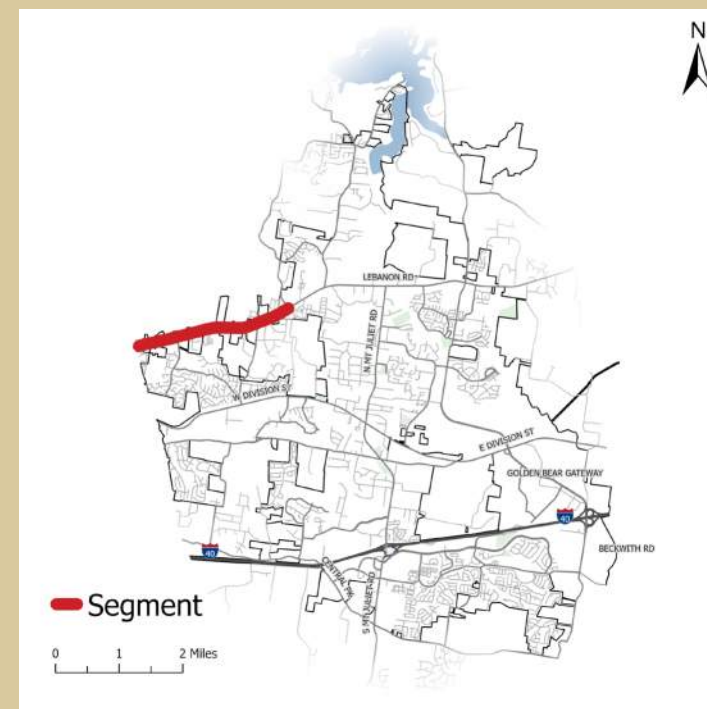 N
LEBANON RD
N MT JULIET RD
W DIVISION ST
E DIVISION ST
GOLDEN BEAR GATEWAY
40
BECKWITH RD
40
CENTRAL PIK
S MT JULIET RD
Segment
0 1 2 Miles